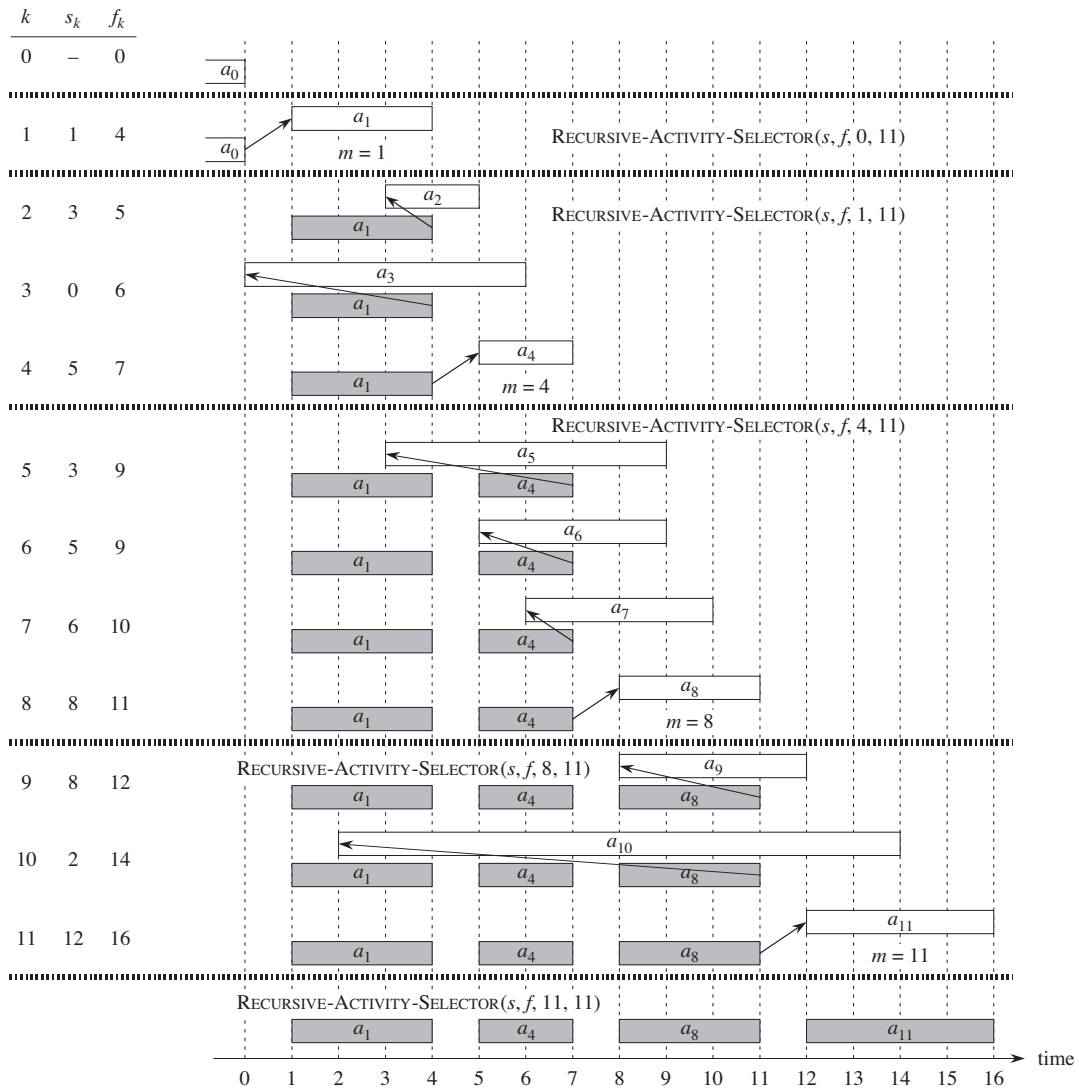 k s_k f_k
0 – 0
a_0
1 1 4
a_1
a_0
m = 1
RECURSIVE-ACTIVITY-SELECTOR(s, f, 0, 11)
2 3 5
a_2
a_1
RECURSIVE-ACTIVITY-SELECTOR(s, f, 1, 11)
3 0 6
a_3
a_1
4 5 7
a_4
a_1
m = 4
RECURSIVE-ACTIVITY-SELECTOR(s, f, 4, 11)
5 3 9
a_5
a_1 a_4
6 5 9
a_6
a_1 a_4
7 6 10
a_7
a_1 a_4
8 8 11
a_8
a_1 a_4
m = 8
RECURSIVE-ACTIVITY-SELECTOR(s, f, 8, 11)
9 8 12
a_9
a_1 a_4 a_8
10 2 14
a_10
a_1 a_4 a_8
11 12 16
a_11
a_1 a_4 a_8
m = 11
RECURSIVE-ACTIVITY-SELECTOR(s, f, 11, 11)
a_1 a_4 a_8 a_11
time
0 1 2 3 4 5 6 7 8 9 10 11 12 13 14 15 16